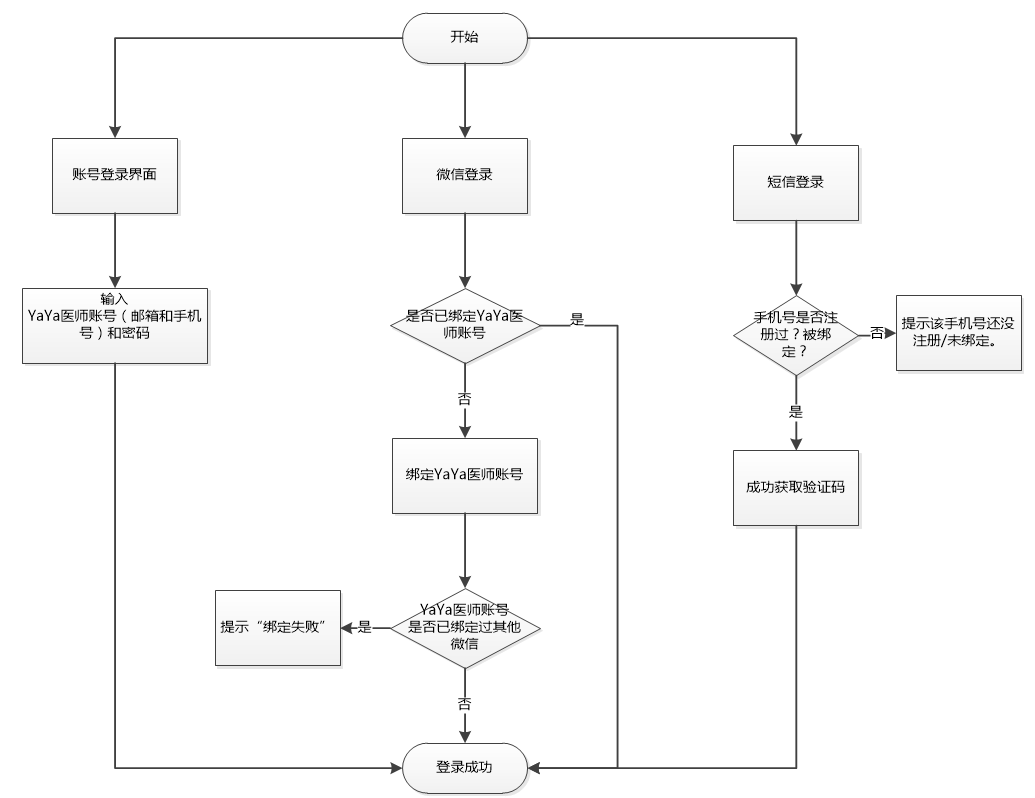 开始
账号登录界面
微信登录
短信登录
输入
YaYa医师账号（邮箱和手机
号）和密码
是否已绑定YaYa医
师账号
是
手机号是否注
册过？被绑
定？
否
提示该手机号还没
注册/未绑定。
否
是
绑定YaYa医师账号
成功获取验证码
YaYa医师账号
是否已绑定过其他
微信
是
提示“绑定失败”
否
登录成功